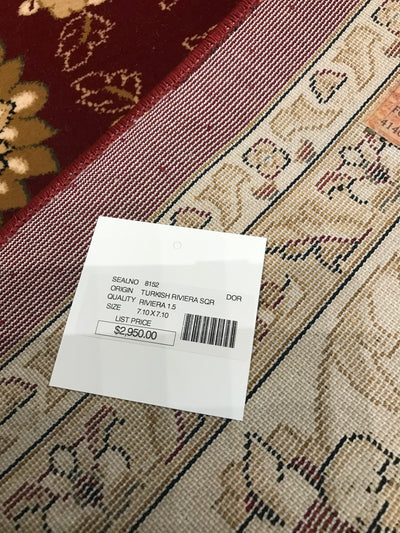 SEALNO 8152
ORIGIN TURKISH RIVIERA SQR DOR
QUALITY RIVIERA 1.5
SIZE 7.10 X 7.10
LIST PRICE
$2,950.00